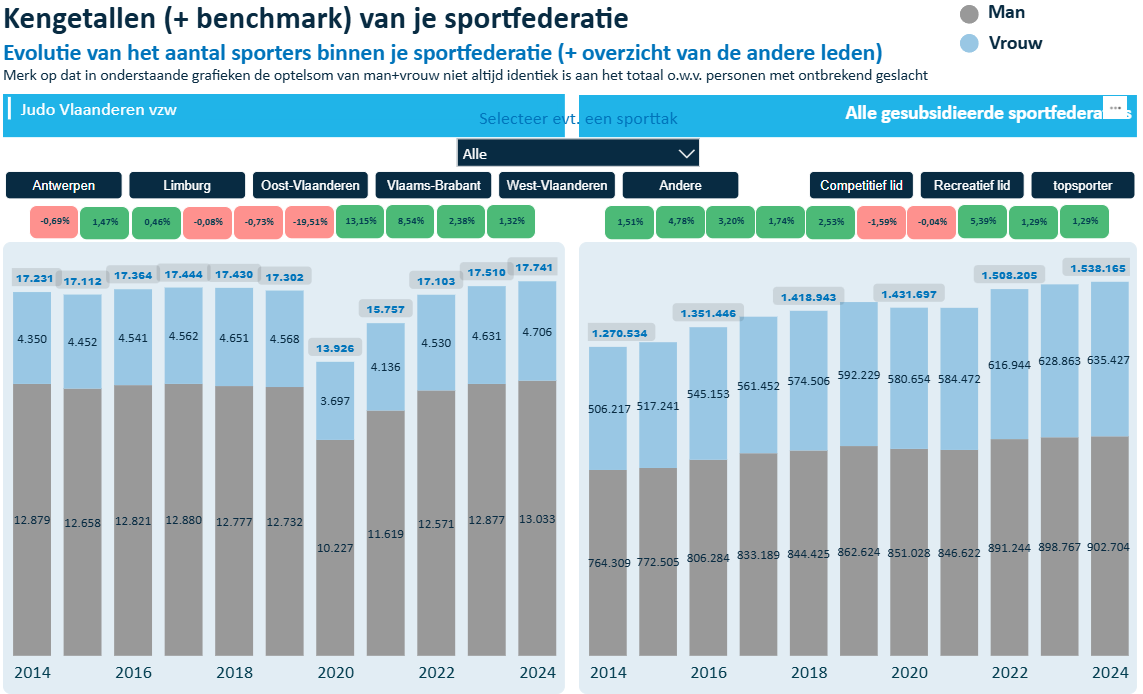 Kengetallen (+ benchmark) van je sportfederatie
Man
Evolutie van het aantal sporters binnen je sportfederatie (+ overzicht van de andere leden)
Vrouw
Merk op dat in onderstaande grafieken de optelsom van man+vrouw niet altijd identiek is aan het totaal o.w.v. personen met ontbrekend geslacht
Judo Vlaanderen vzw
Selecteer evt. een sporttak
Alle gesubsidieerde sportfederaties
Alle
Antwerpen Limburg Oost-Vlaanderen Vlaams-Brabant West-Vlaanderen Andere Competitief lid Recreatief lid topsporter
-0,69% 1,47% 0,46% -0,08% -0,73% -19,51% 13,15% 8,54% 2,38% 1,32%
1,51% 4,78% 3,20% 1,74% 2,53% -1,59% -0,04% 5,39% 1,29% 1,29%
17.231 17.112 17.364 17.444 17.430 17.302 13.926 15.757 17.103 17.510 17.741
4.350 4.452 4.541 4.562 4.651 4.568 3.697 4.136 4.530 4.631 4.706
12.879 12.658 12.821 12.880 12.777 12.732 10.227 11.619 12.571 12.877 13.033
2014 2016 2018 2020 2022 2024
1.270.534 1.351.446 1.418.943 1.431.697 1.508.205 1.538.165
506.217 517.241 545.153 561.452 574.506 592.229 580.654 584.472 616.944 628.863 635.427
764.309 772.505 806.284 833.189 844.425 862.624 851.028 846.622 891.244 898.767 902.704
2014 2016 2018 2020 2022 2024